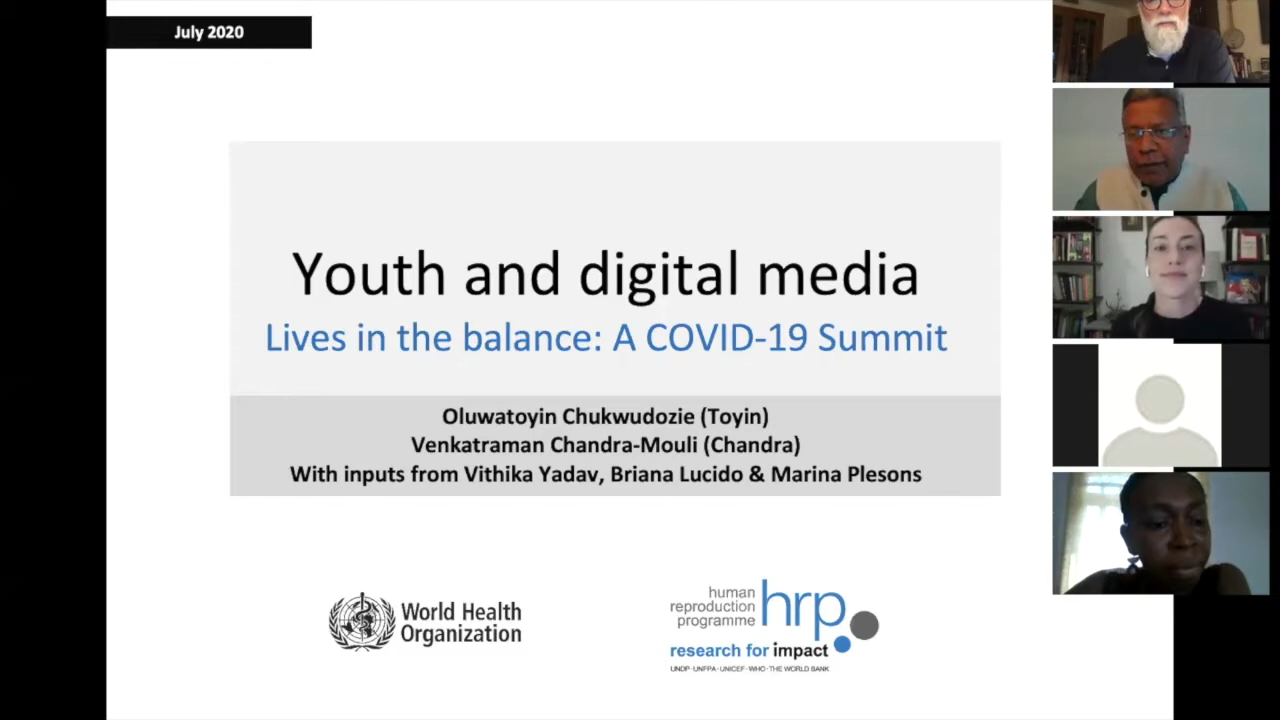 July 2020
Youth and digital media
Lives in the balance: A COVID-19 Summit
Oluwatoyin Chukwudozie (Toyin)
Venkatraman Chandra-Mouli (Chandra)
With inputs from Vithika Yadav, Briana Lucido & Marina Plesons
World Health
Organization
human
reproduction
programme
hrp
research for impact
UNDP · UNFPA · UNICEF · WHO · THE WORLD BANK